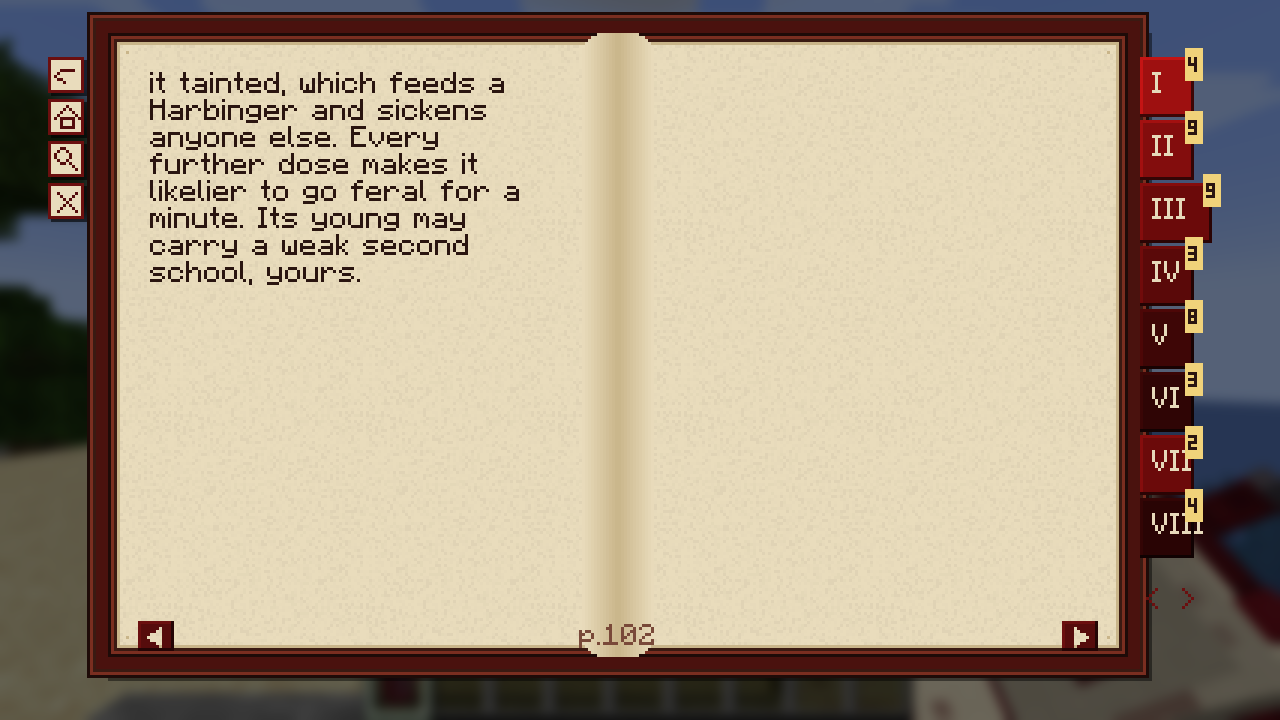 it tainted, which feeds a
Harbinger and sickens
anyone else. Every
further dose makes it
likelier to go feral for a
minute. Its young may
carry a weak second
school, yours.
p.102
I
4
II
9
III
9
IV
3
V
8
VI
3
VII
2
VIII
4